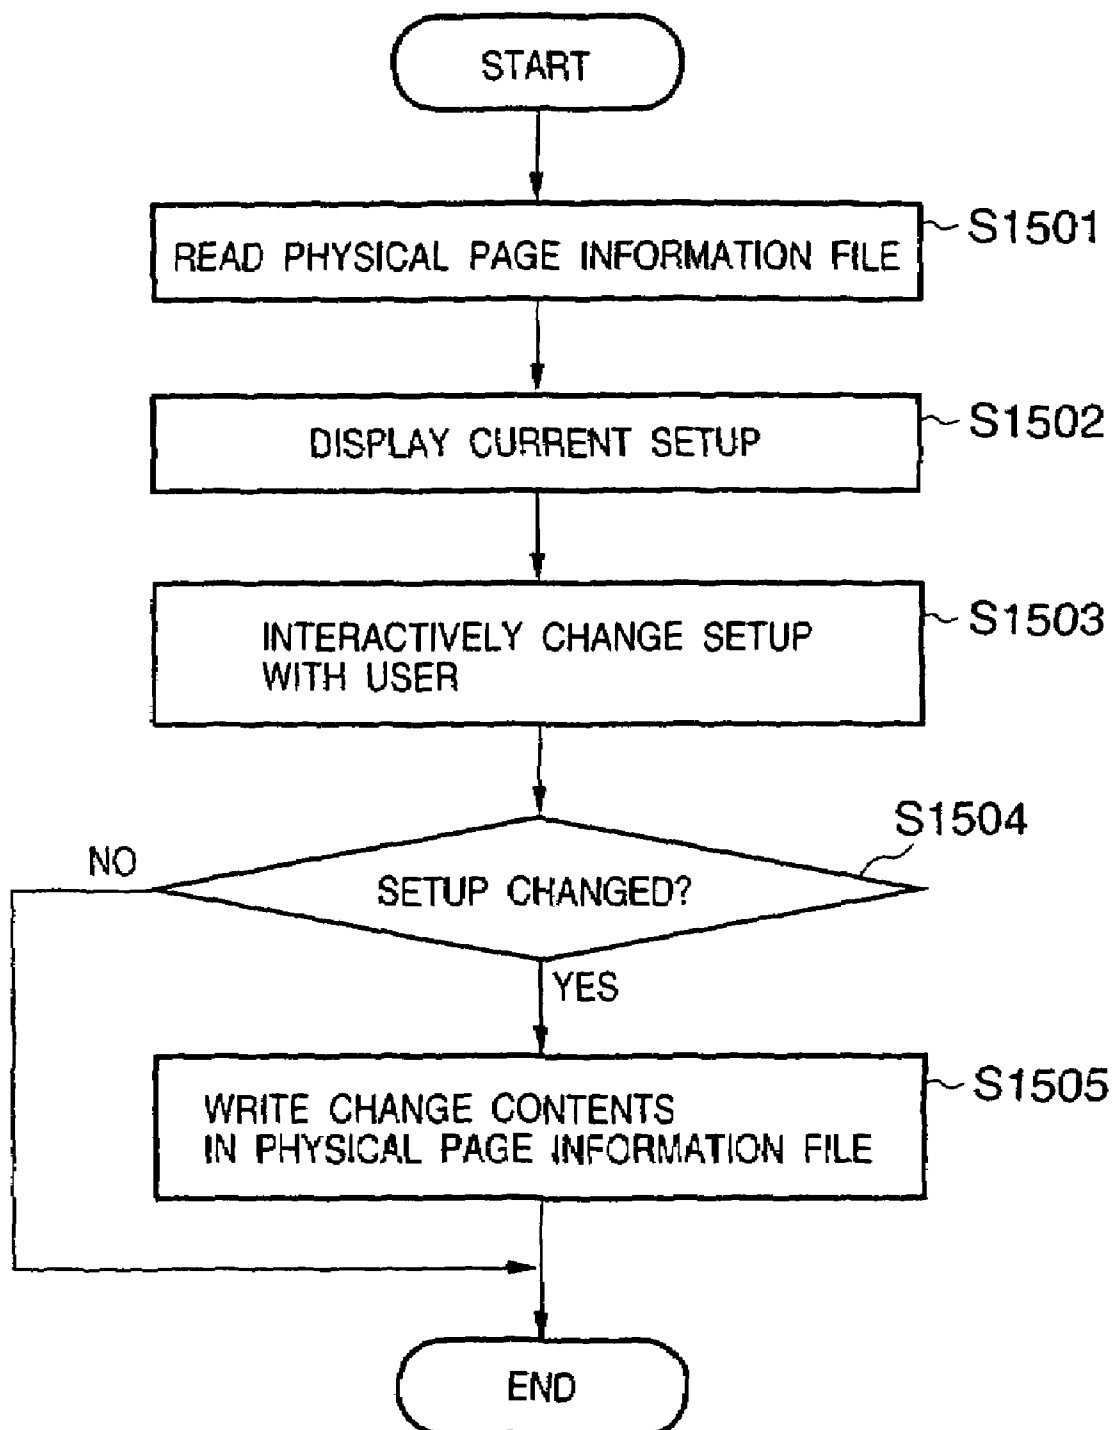 START
READ PHYSICAL PAGE INFORMATION FILE
S1501
DISPLAY CURRENT SETUP
S1502
INTERACTIVELY CHANGE SETUP
WITH USER
S1503
S1504
NO
SETUP CHANGED?
YES
WRITE CHANGE CONTENTS
IN PHYSICAL PAGE INFORMATION FILE
S1505
END